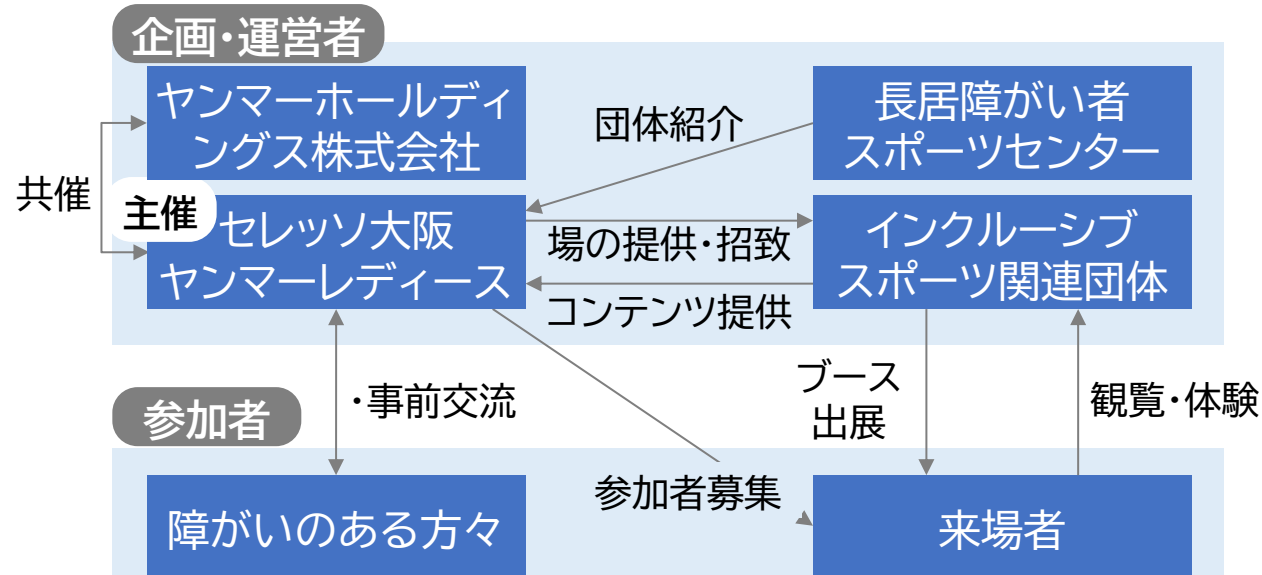 企画・運営者
ヤンマーホールディ
ングス株式会社
団体紹介
長居障がい者
スポーツセンター
共催
主催
セレッソ大阪
ヤンマーレディース
場の提供・招致
コンテンツ提供
インクルーシブ
スポーツ関連団体
・事前交流
ブース
出展
観覧・体験
参加者
参加者募集
障がいのある方々
来場者